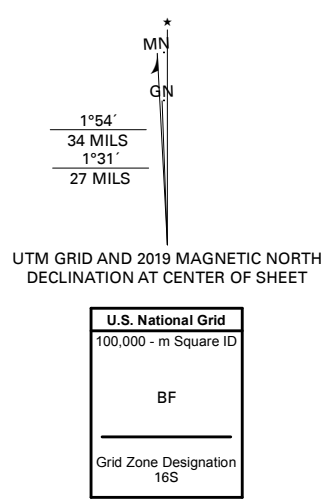 ★
MN
GN
1°54´
34 MILS
1°31´
27 MILS
UTM GRID AND 2019 MAGNETIC NORTH
DECLINATION AT CENTER OF SHEET
U.S. National Grid
100,000 - m Square ID
BF
Grid Zone Designation
16S